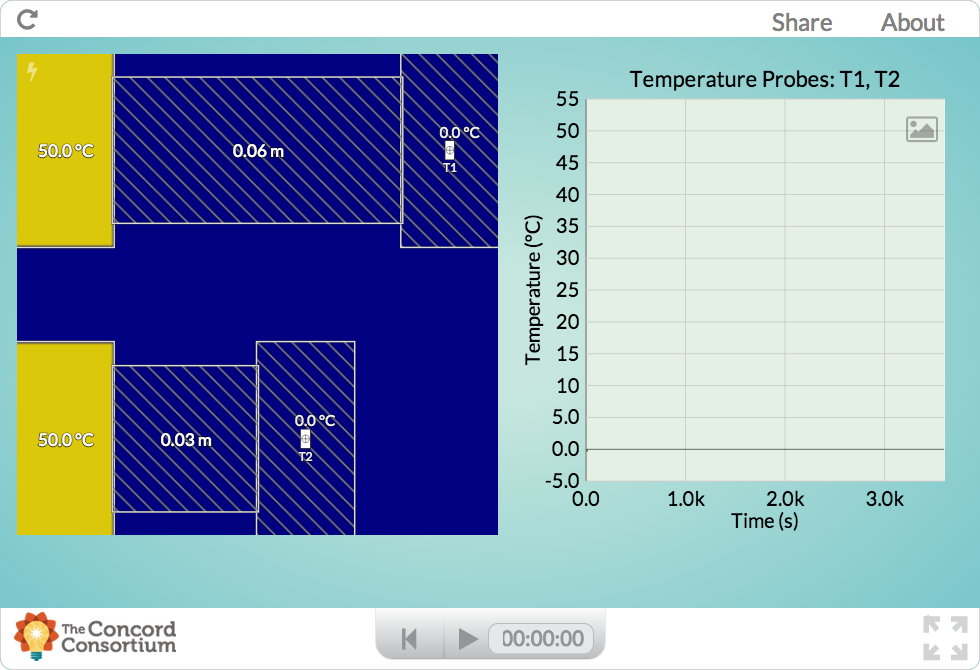 Share About
50.0 °C
0.06 m
0.0 °C
T1
50.0 °C
0.03 m
0.0 °C
T2
Temperature Probes: T1, T2
55
50
45
40
35
30
25
20
15
10
5.0
0.0
-5.0
Temperature (°C)
0.0 1.0k 2.0k 3.0k
Time (s)
The Concord
Consortium
00:00:00